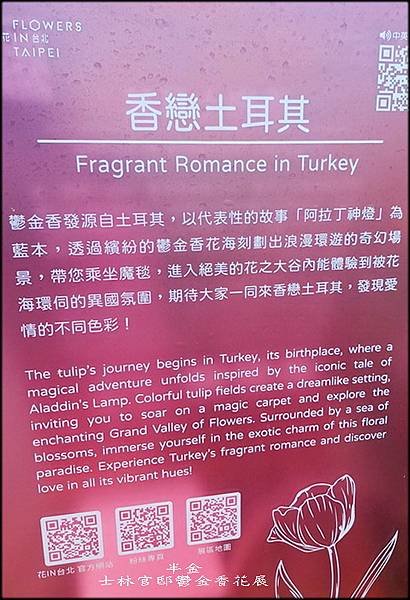 FLOWERS
花IN台北
TAIPEI
中英
香戀土耳其
Fragrant Romance in Turkey
鬱金香發源自土耳其，以代表性的故事「阿拉丁神燈」為
藍本，透過繽紛的鬱金香花海刻劃出浪漫環遊的奇幻場
景，帶您乘坐魔毯，進入絕美的花之大谷內能體驗到被花
海環伺的異國氛圍，期待大家一同來香戀土耳其，發現愛
情的不同色彩！
The tulip's journey begins in Turkey, its birthplace, where a
magical adventure unfolds inspired by the iconic tale of
Aladdin's Lamp. Colorful tulip fields create a dreamlike setting,
inviting you to soar on a magic carpet and explore the
enchanting Grand Valley of Flowers. Surrounded by a sea of
blossoms, immerse yourself in the exotic charm of this floral
paradise. Experience Turkey's fragrant romance and discover
love in all its vibrant hues!
花IN台北 官方網站
粉絲專頁
展區地圖
半金
士林官邸鬱金香花展